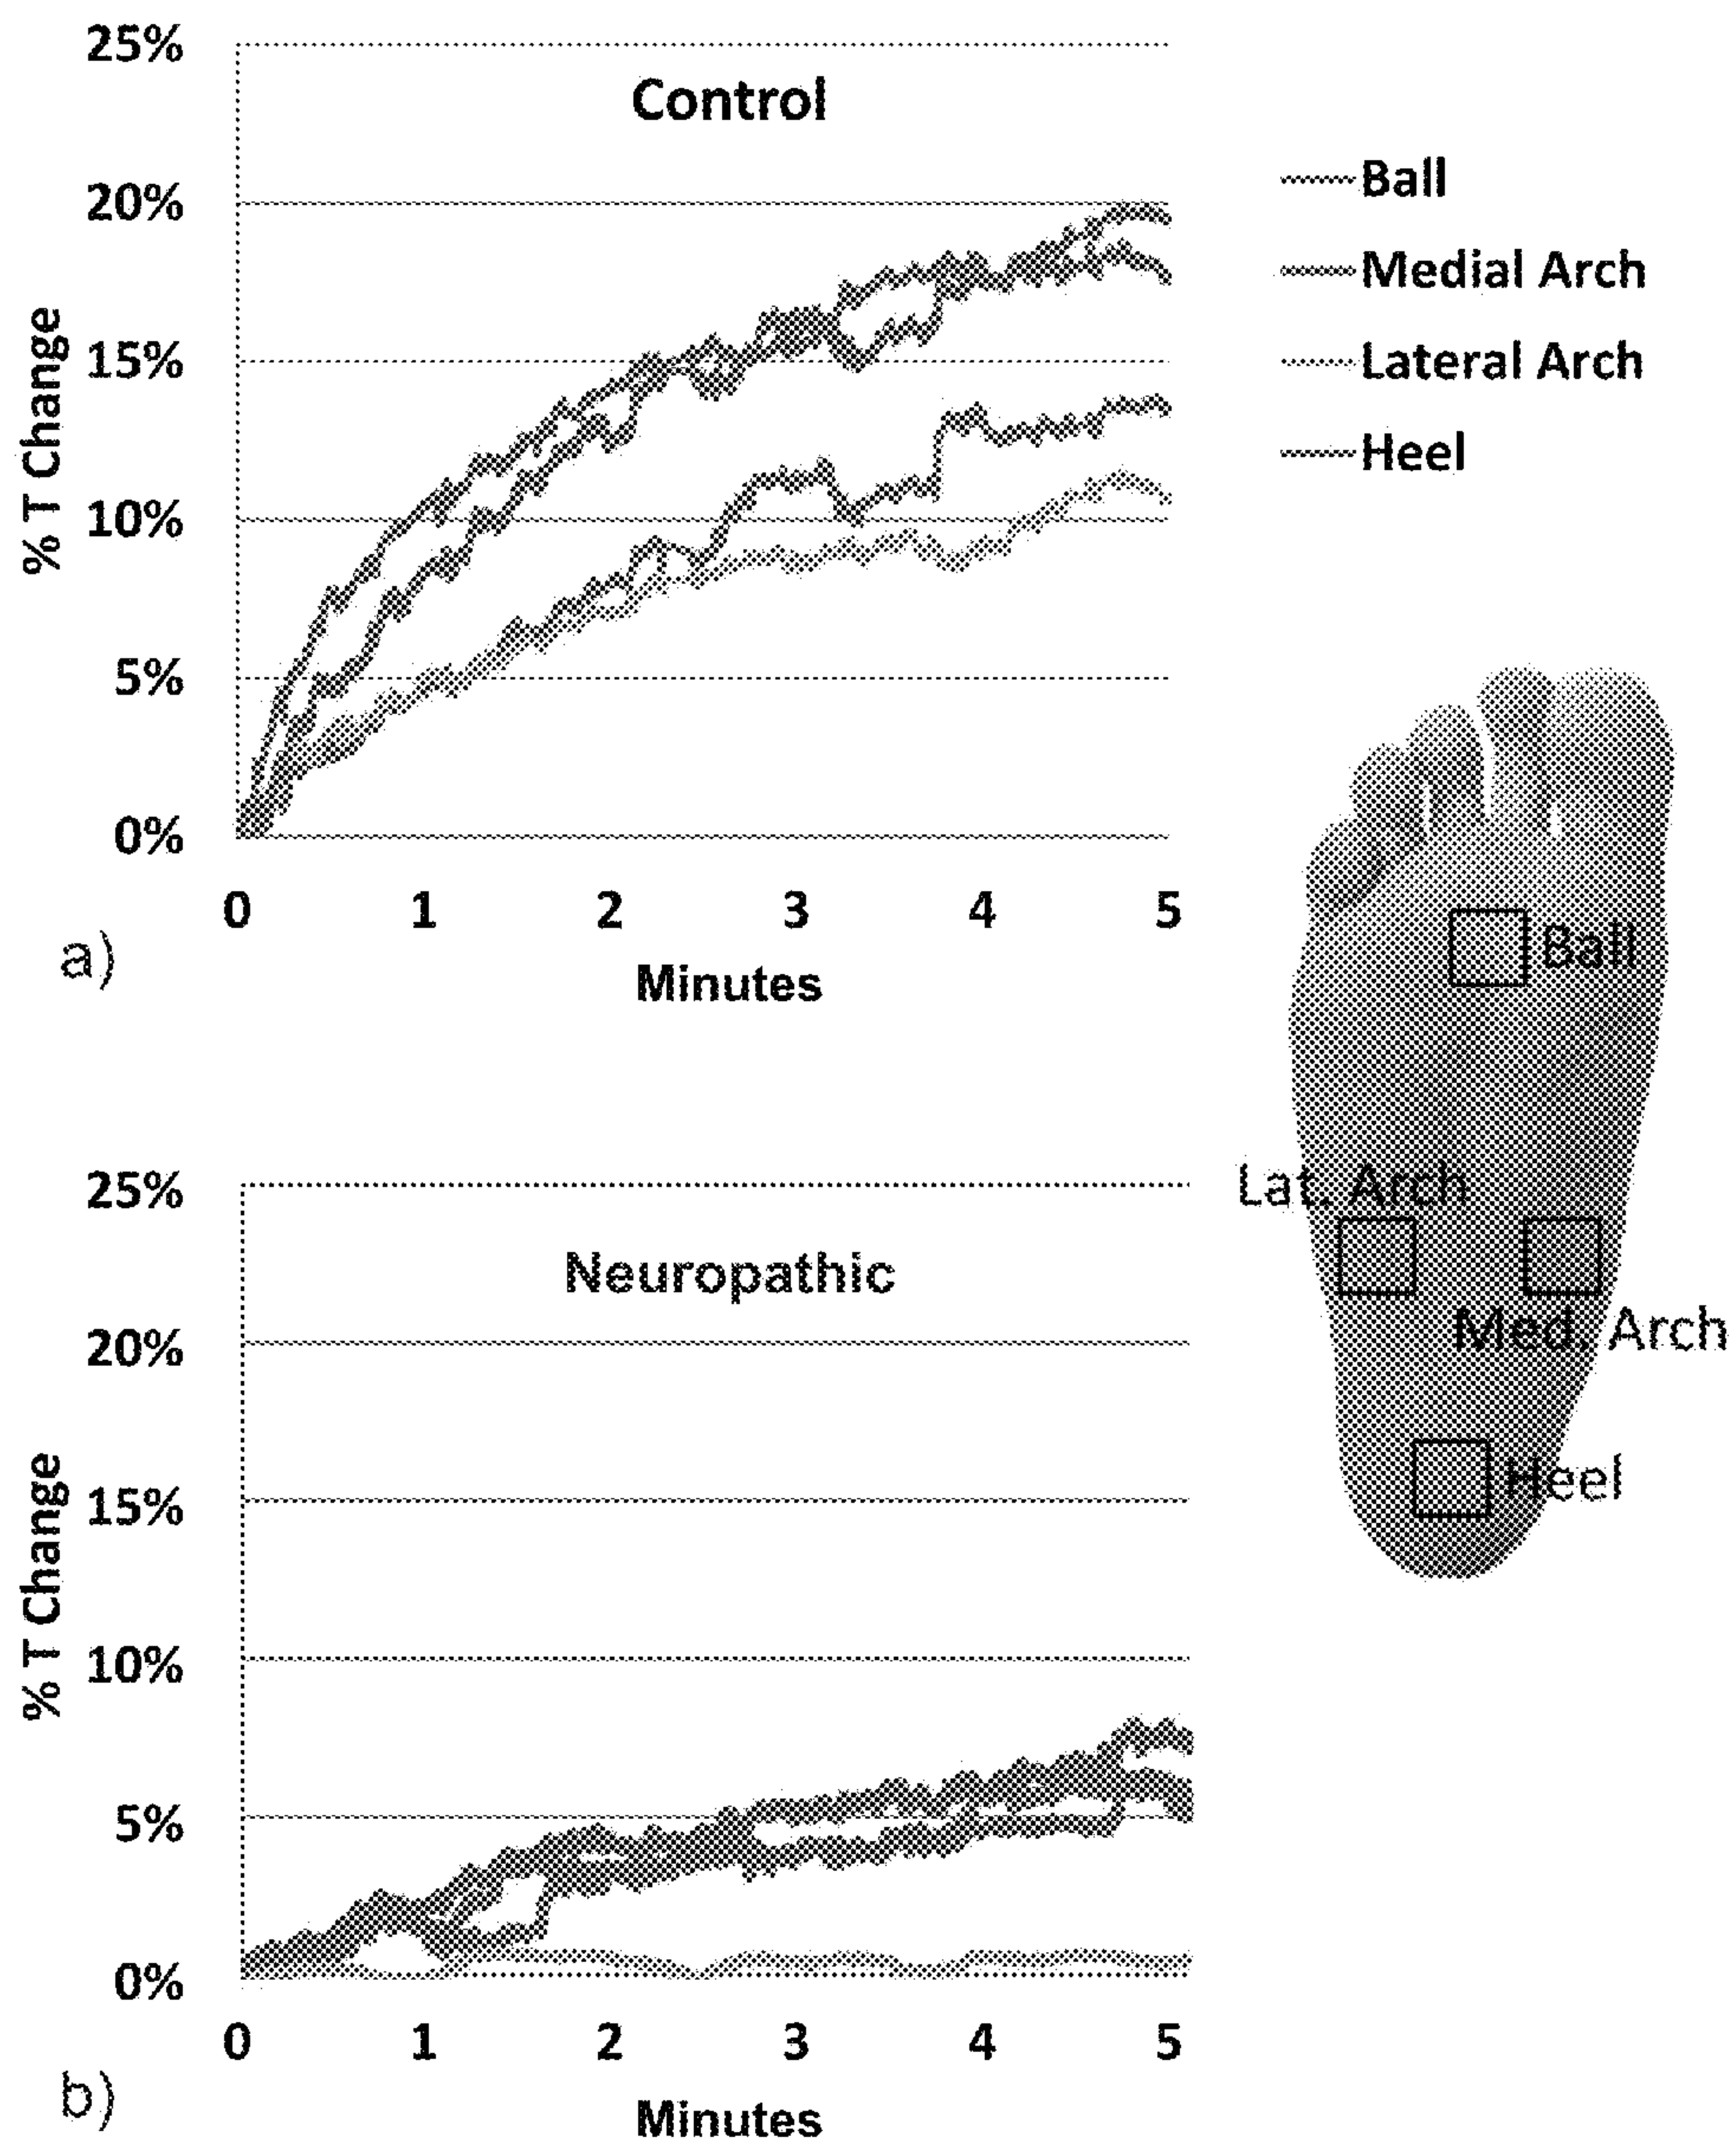 25%
Control
20%
15%
10%
5%
0%
% T Change
0 1 2 3 4 5
Minutes
a)
Ball
Medial Arch
Lateral Arch
Heel
Ball
Lat. Arch
Med. Arch
Heel
25%
Neuropathic
20%
15%
10%
5%
0%
% T Change
0 1 2 3 4 5
Minutes
b)